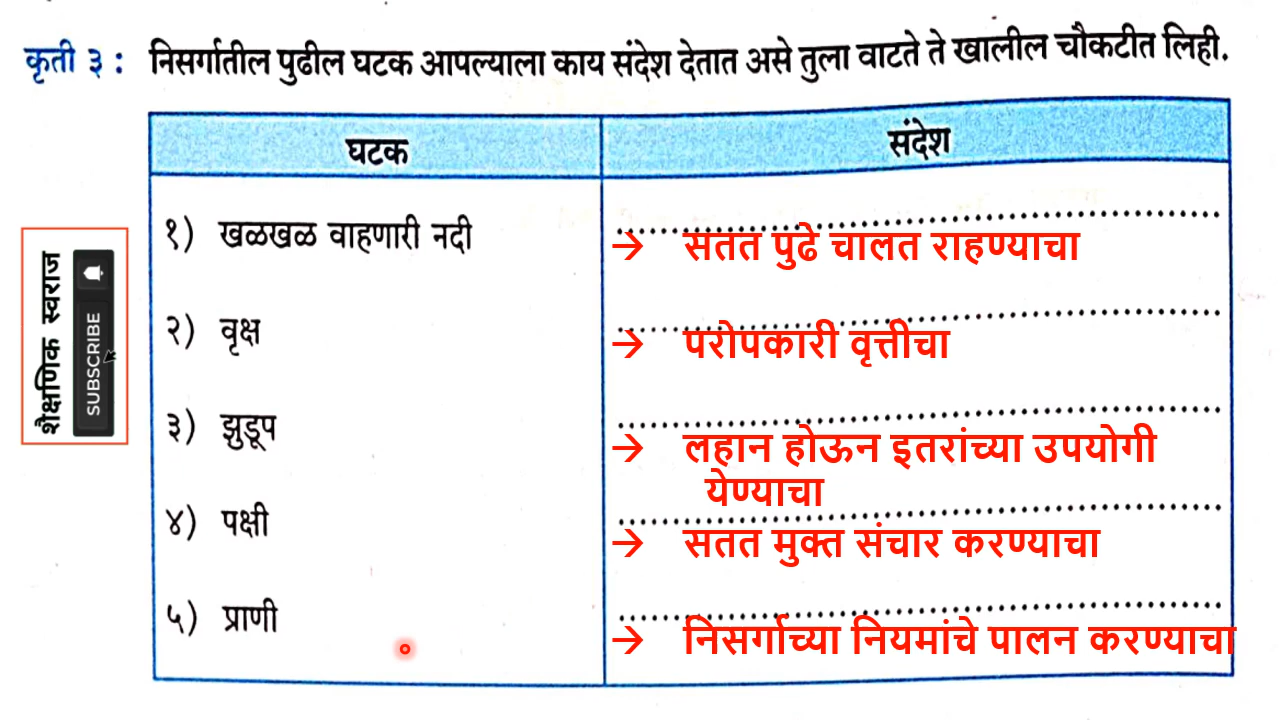 कृती ३ : निसर्गातील पुढील घटक आपल्याला काय संदेश देतात असे तुला वाटते ते खालील चौकटीत लिही.
घटक संदेश
१) खळखळ वाहणारी नदी → सतत पुढे चालत राहण्याचा
२) वृक्ष → परोपकारी वृत्तीचा
३) झुडूप → लहान होऊन इतरांच्या उपयोगी
येण्याचा
४) पक्षी → सतत मुक्त संचार करण्याचा
५) प्राणी → निसर्गाच्या नियमांचे पालन करण्याचा
शैक्षणिक स्वराज
SUBSCRIBE